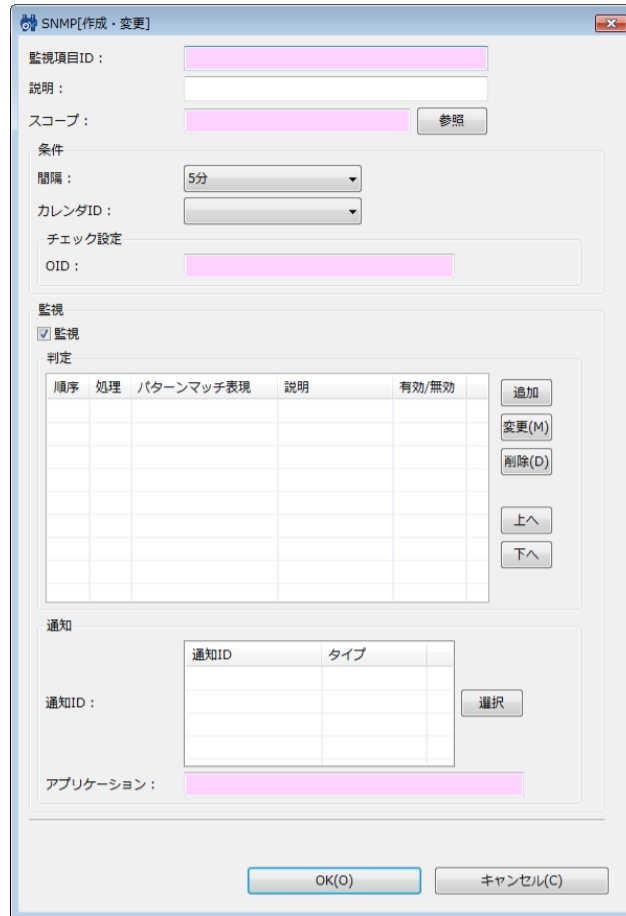 SNMP[作成・変更]
監視項目ID：
説明：
スコープ： 参照
条件
間隔： 5分
カレンダID：
チェック設定
OID：
監視
監視
判定
順序 処理 パターンマッチ表現 説明 有効/無効
追加
変更(M)
削除(D)
上へ
下へ
通知
通知ID タイプ
通知ID： 選択
アプリケーション：
OK(O) キャンセル(C)